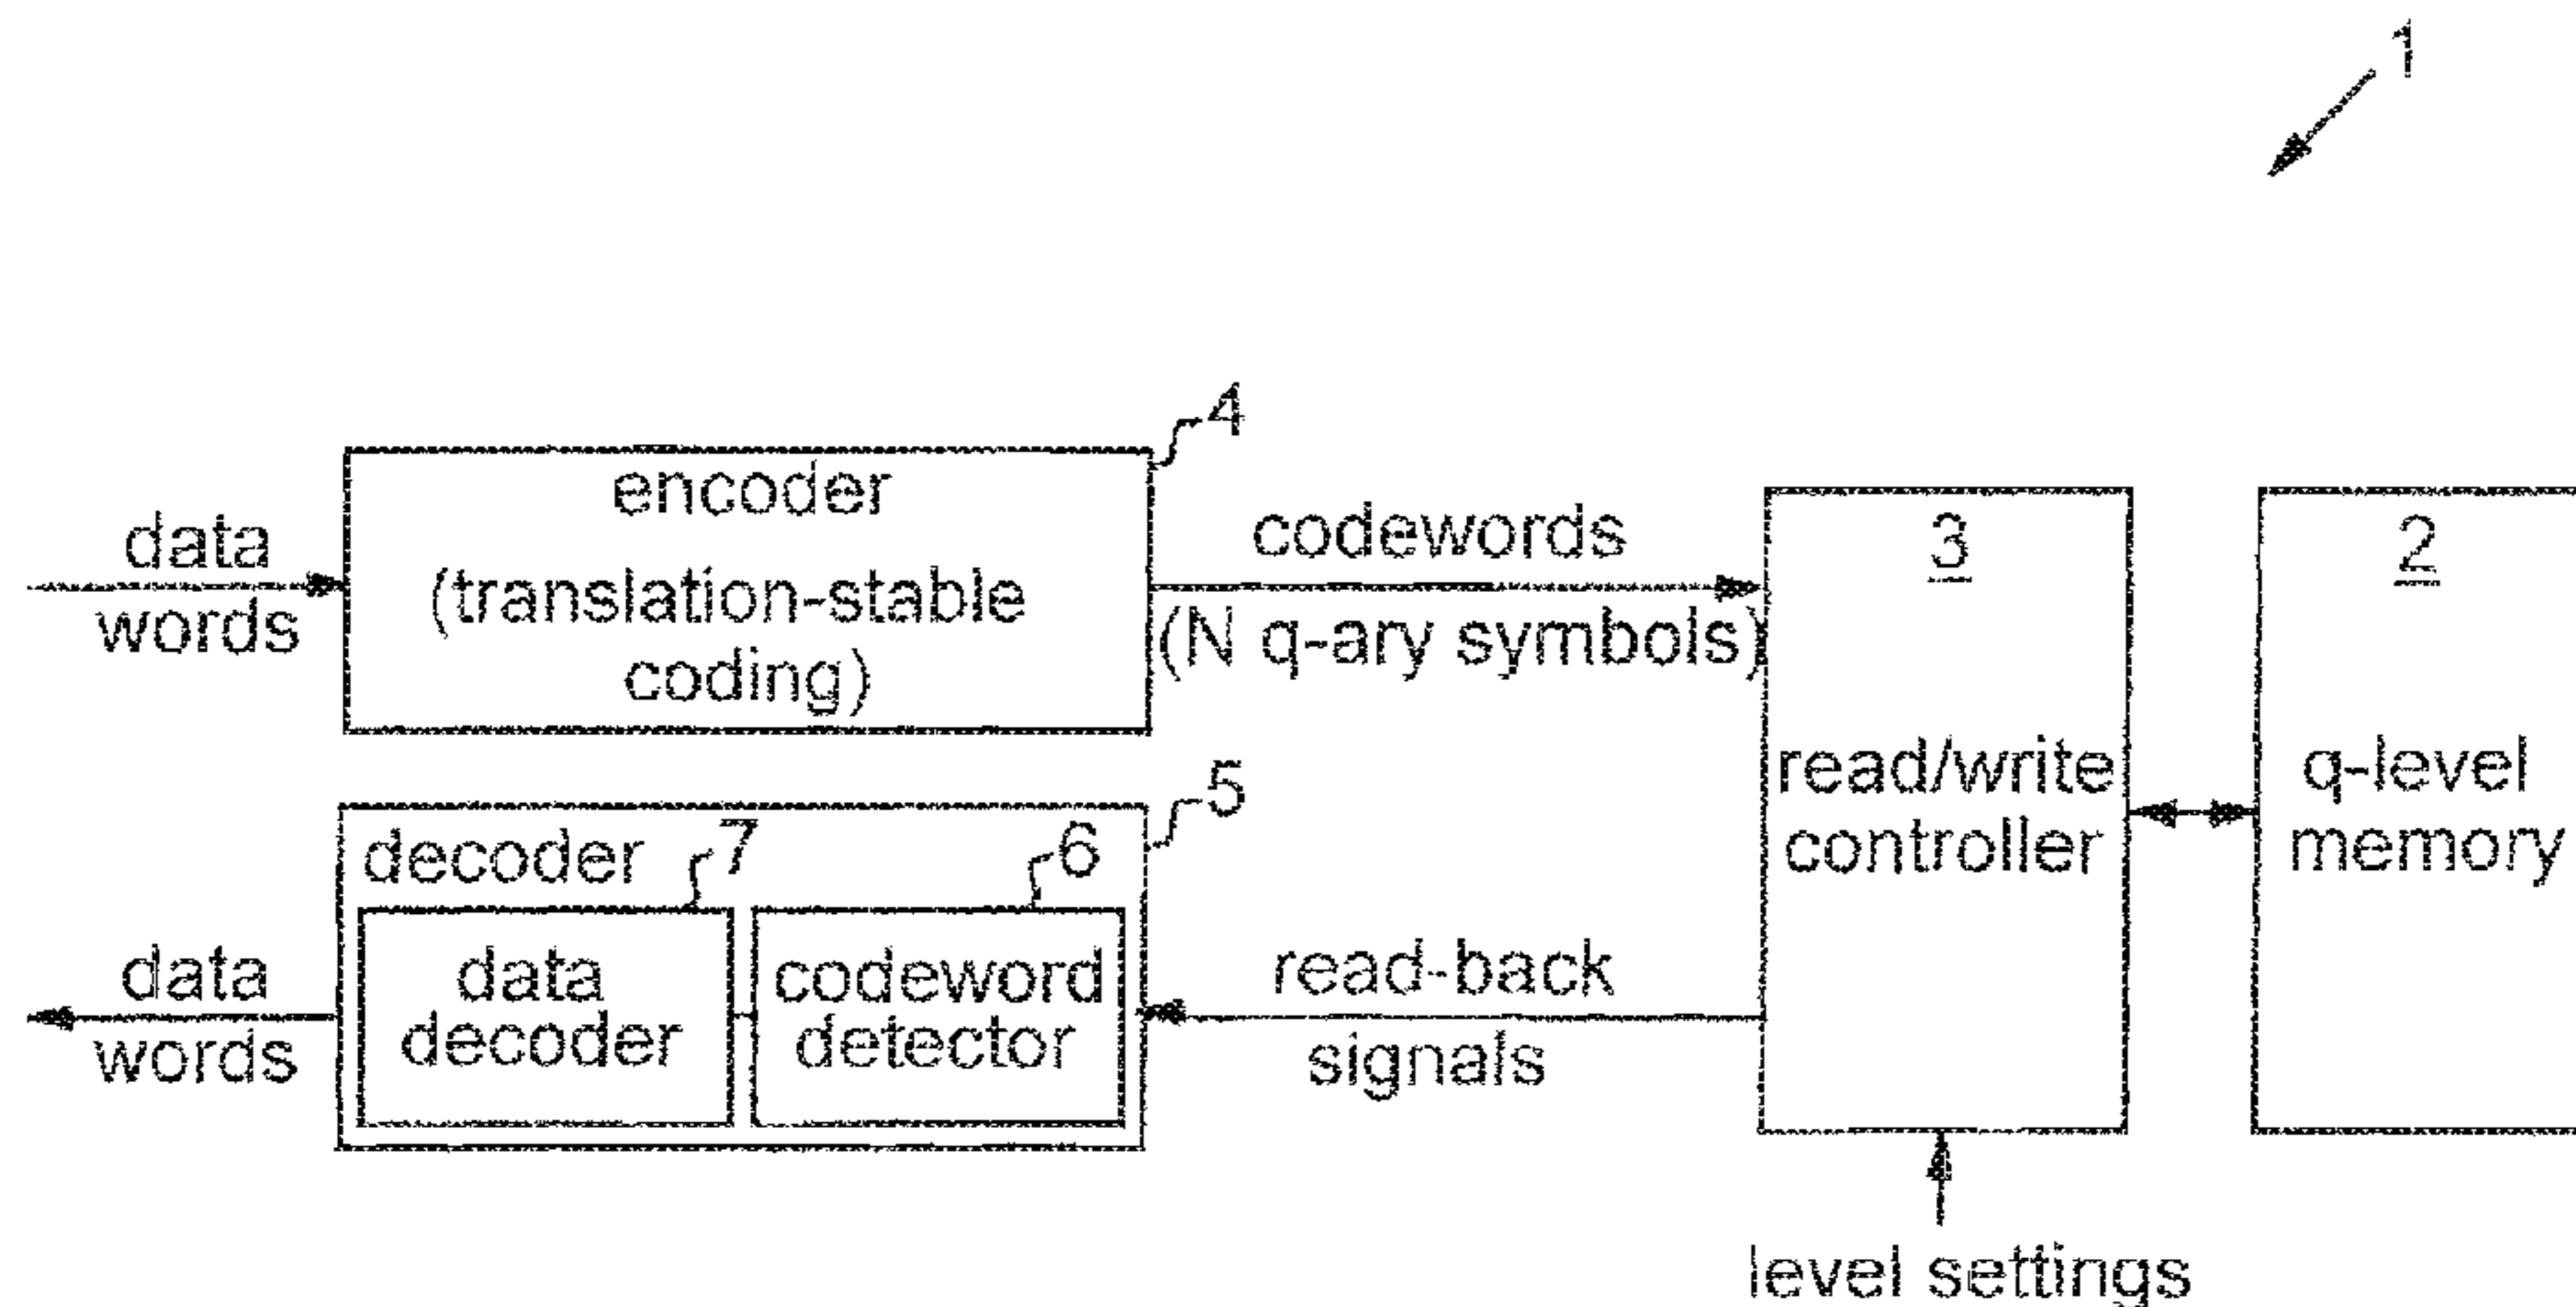 1
4
encoder
(translation-stable
coding)
data
words
codewords
(N q-ary symbols)
3
read/write
controller
2
q-level
memory
5
decoder
7
6
data
decoder
codeword
detector
data
words
read-back
signals
level settings